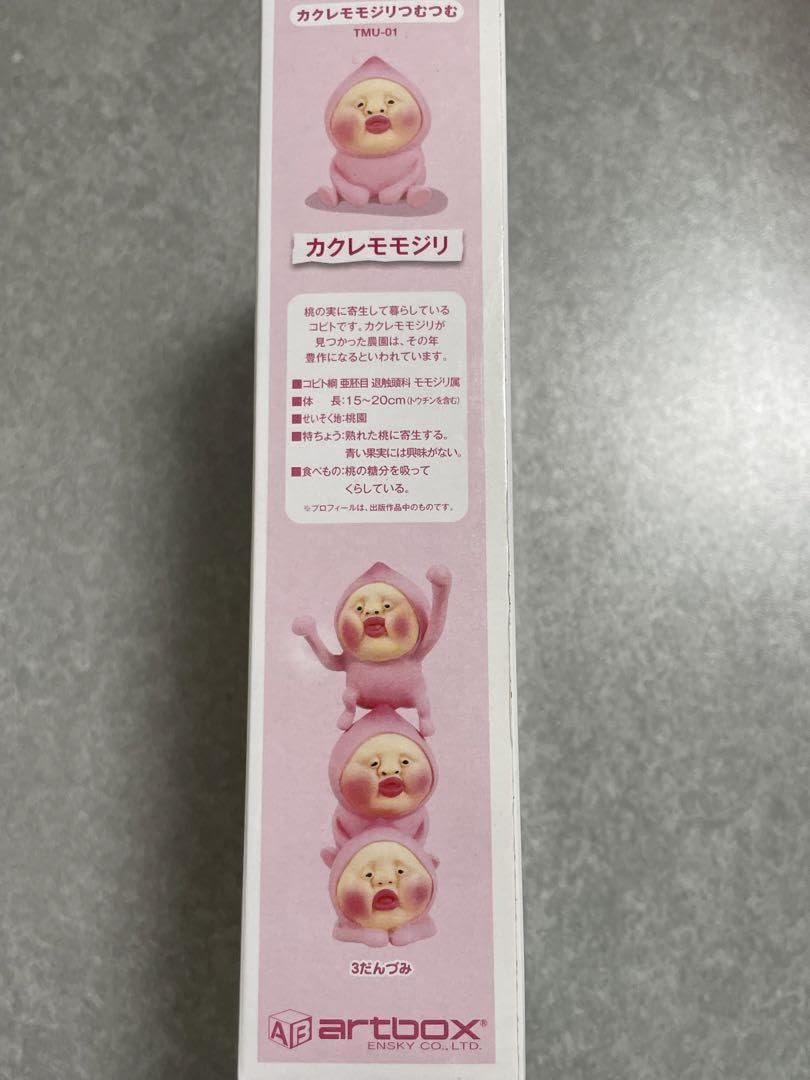 カクレモモジリつむつむ
TMU-01
カクレモモジリ
桃の実に寄生して暮らしている
コビトです。カクレモモジリが
見つかった農園は、その年
豊作になるといわれています。
■コビト綱 亜胚目 退触頭科 モモジリ属
■体　長:15～20cm(トウチンを含む)
■せいそく地:桃園
■特ちょう:熟れた桃に寄生する。
青い果実には興味がない。
■食べもの:桃の糖分を吸って
くらしている。
※プロフィールは、出版作品中のものです。
3だんづみ
AB artbox®
ENSKY CO., LTD.